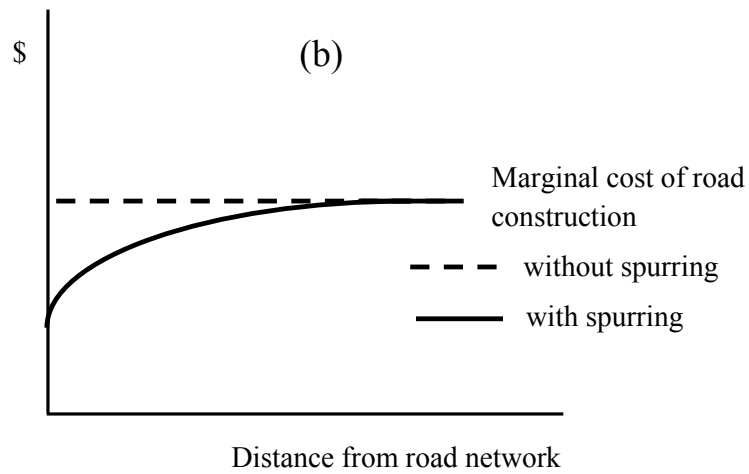 $
(b)
Marginal cost of road
construction
without spurring
with spurring
Distance from road network